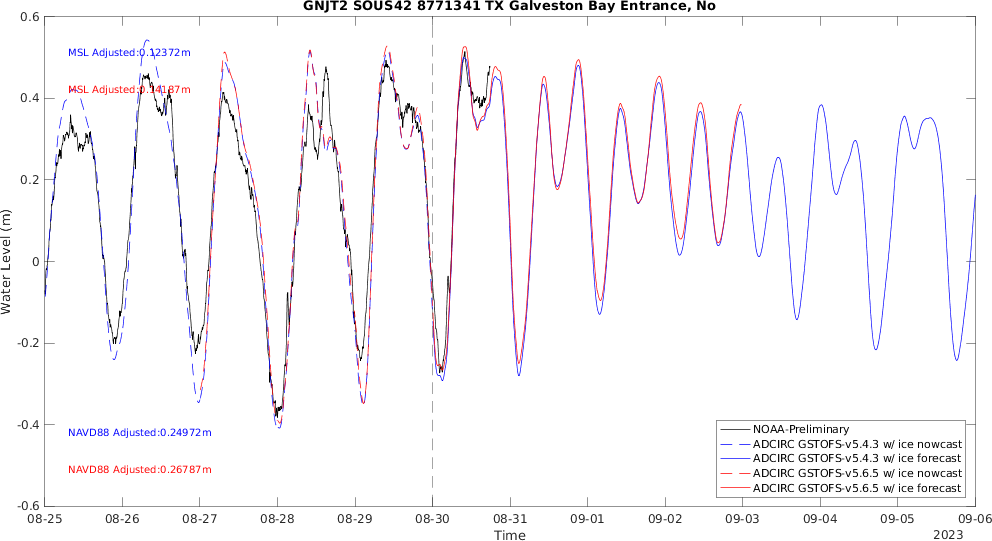 GNJT2 SOUS42 8771341 TX Galveston Bay Entrance, No
0.6
0.4
0.2
0
-0.2
-0.4
-0.6
Water Level (m)
MSL Adjusted:0.12372m
MSL Adjusted:0.14187m
NAVD88 Adjusted:0.24972m
NAVD88 Adjusted:0.26787m
NOAA-Preliminary
ADCIRC GSTOFS-v5.4.3 w/ ice nowcast
ADCIRC GSTOFS-v5.4.3 w/ ice forecast
ADCIRC GSTOFS-v5.6.5 w/ ice nowcast
ADCIRC GSTOFS-v5.6.5 w/ ice forecast
08-25 08-26 08-27 08-28 08-29 08-30 08-31 09-01 09-02 09-03 09-04 09-05 09-06
Time
2023